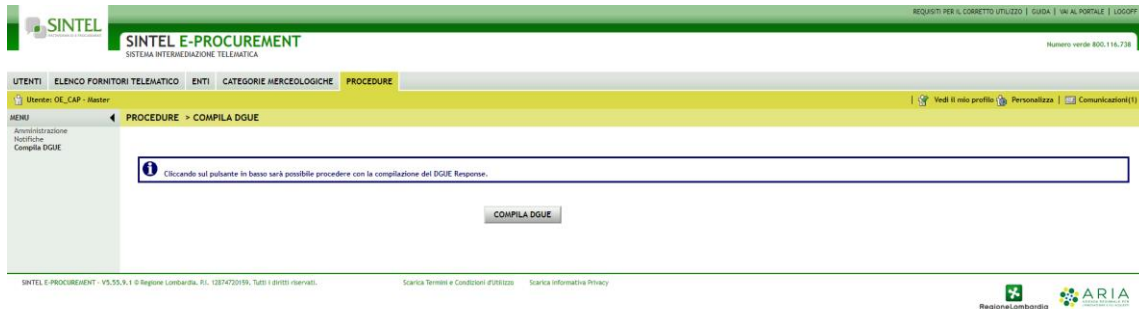 REQUISITI PER IL CORRETTO UTILIZZO | GUIDA | VAI AL PORTALE | LOGOFF
SINTEL
SINTEL E-PROCUREMENT
SISTEMA INTERMEDIAZIONE TELEMATICA
Numero verde 800.116.738
UTENTI ELENCO FORNITORI TELEMATICO ENTI CATEGORIE MERCEOLOGICHE PROCEDURE
Utente: OE_CAP - Master | Vedi il mio profilo Personalizza | Comunicazioni(1)
MENU PROCEDURE > COMPILA DGUE
Amministrazione
Notifiche
Compila DGUE
Cliccando sul pulsante in basso sarà possibile procedere con la compilazione del DGUE Response.
COMPILA DGUE
SINTEL E-PROCUREMENT - V5.55.9.1 © Regione Lombardia. P.I. 12874720159. Tutti i diritti riservati. Scarica Termini e Condizioni d'Utilizzo Scarica Informativa Privacy
RegioneLombardia
ARIA